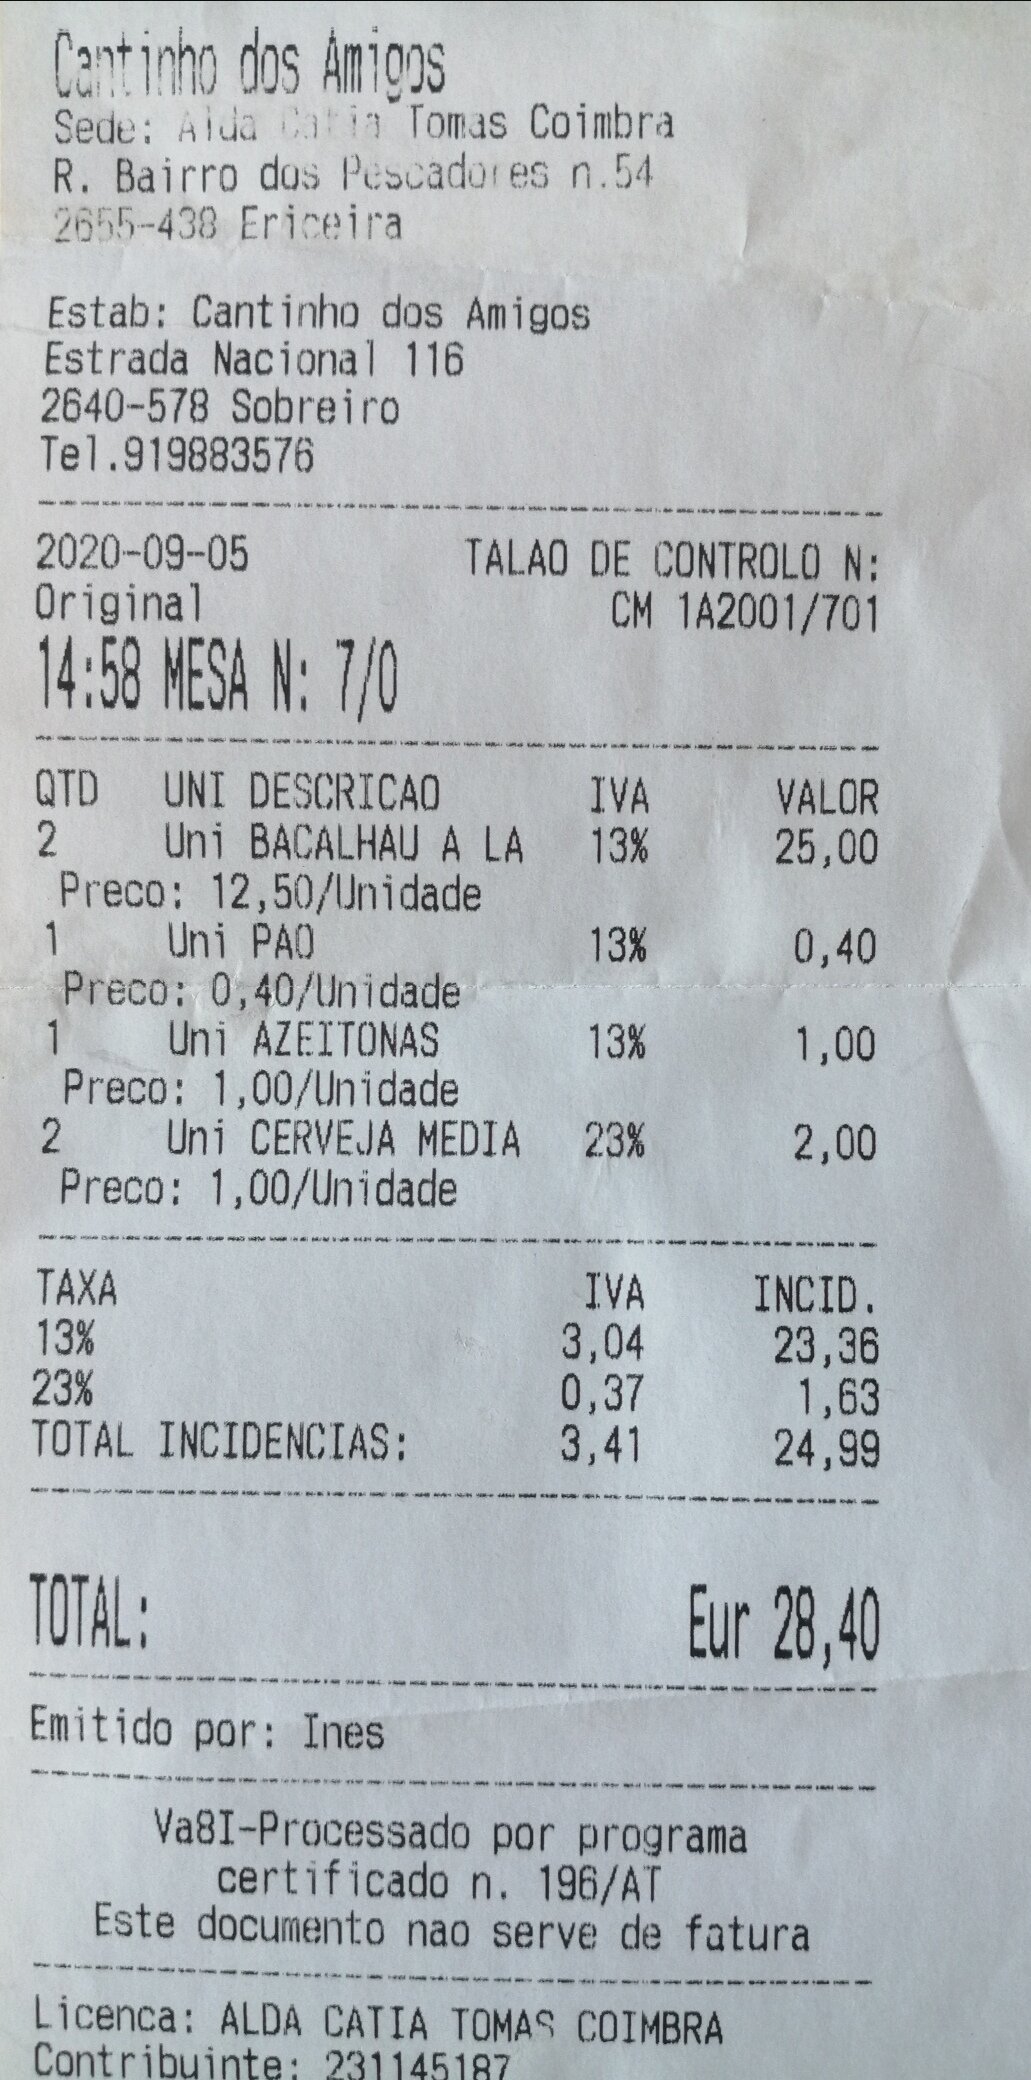 Cantinho dos Amigos
Sede: Alda Catia Tomas Coimbra
R. Bairro dos Pescadores n.54
2655-438 Ericeira
Estab: Cantinho dos Amigos
Estrada Nacional 116
2640-578 Sobreiro
Tel.919883576
2020-09-05 TALAO DE CONTROLO N:
Original CM 1A2001/701
14:58 MESA N: 7/0
QTD UNI DESCRICAO IVA VALOR
2 Uni BACALHAU A LA 13% 25,00
Preco: 12,50/Unidade
1 Uni PAO 13% 0,40
Preco: 0,40/Unidade
1 Uni AZEITONAS 13% 1,00
Preco: 1,00/Unidade
2 Uni CERVEJA MEDIA 23% 2,00
Preco: 1,00/Unidade
TAXA IVA INCID.
13% 3,04 23,36
23% 0,37 1,63
TOTAL INCIDENCIAS: 3,41 24,99
TOTAL: Eur 28,40
Emitido por: Ines
Va8I-Processado por programa
certificado n. 196/AT
Este documento nao serve de fatura
Licenca: ALDA CATIA TOMAS COIMBRA
Contribuinte: 231145187